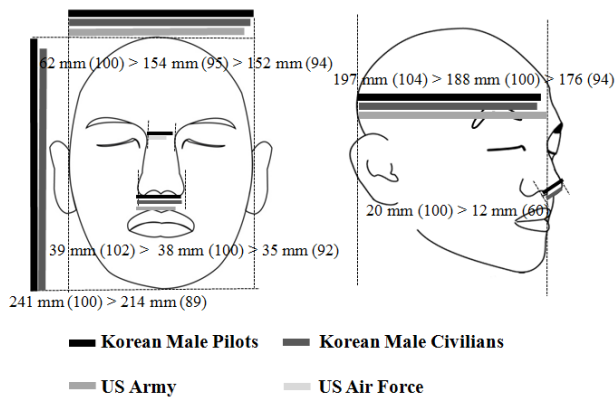 62 mm (100) > 154 mm (95) > 152 mm (94)
197 mm (104) > 188 mm (100) > 176 (94)
20 mm (100) > 12 mm (60)
39 mm (102) > 38 mm (100) > 35 mm (92)
241 mm (100) > 214 mm (89)
Korean Male Pilots
Korean Male Civilians
US Army
US Air Force